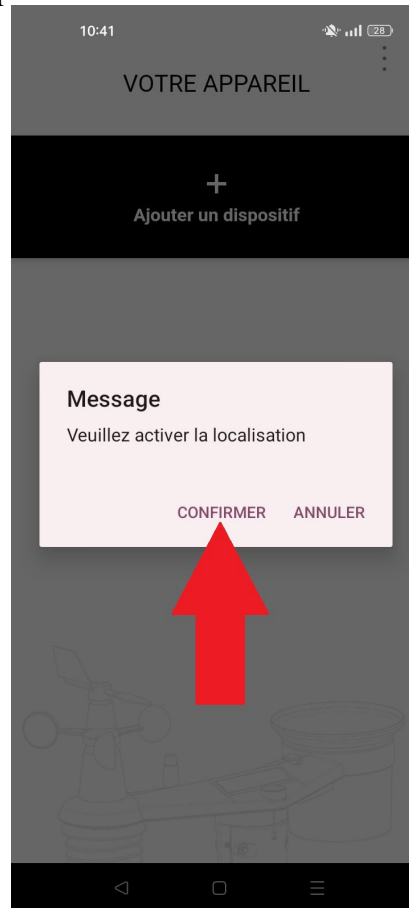 10:41
28
VOTRE APPAREIL
+
Ajouter un dispositif
Message
Veuillez activer la localisation
CONFIRMER ANNULER